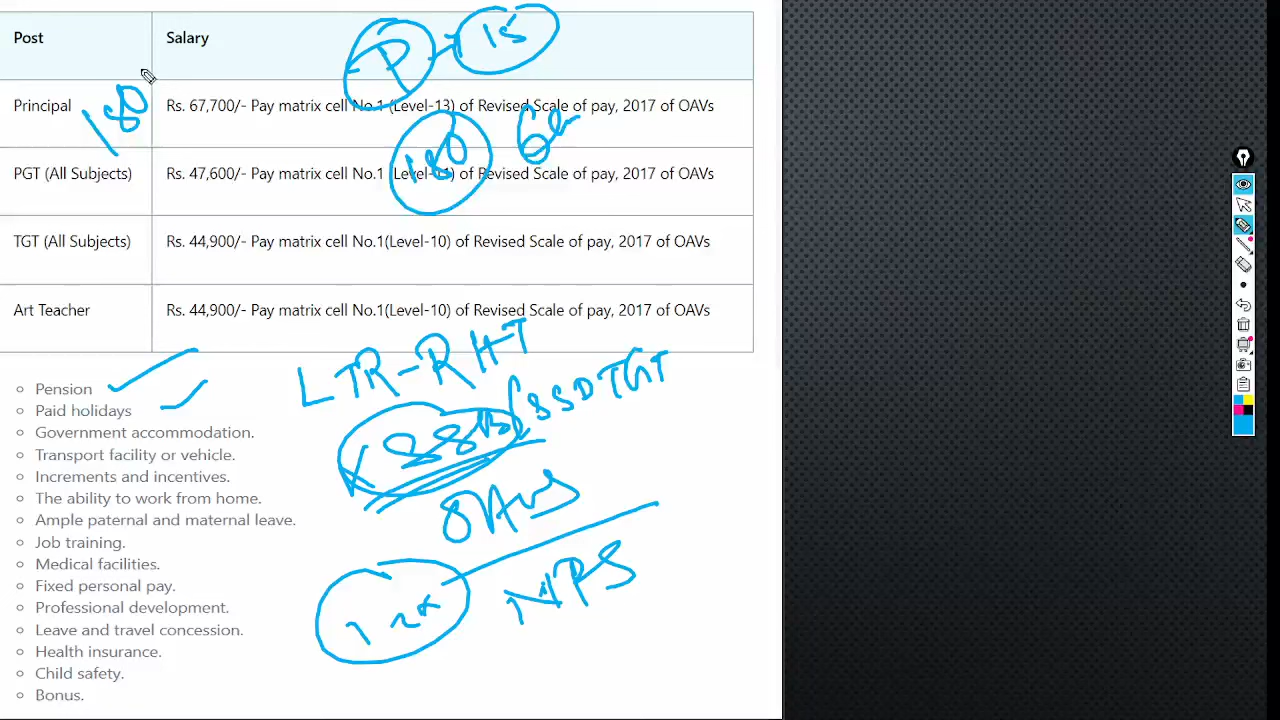 Post Salary
P - 15
Principal Rs. 67,700/- Pay matrix cell No.1 (Level-13) of Revised Scale of pay, 2017 of OAVs
180
180
PGT (All Subjects) Rs. 47,600/- Pay matrix cell No.1 (Level-11) of Revised Scale of pay, 2017 of OAVs
TGT (All Subjects) Rs. 44,900/- Pay matrix cell No.1(Level-10) of Revised Scale of pay, 2017 of OAVs
Art Teacher Rs. 44,900/- Pay matrix cell No.1(Level-10) of Revised Scale of pay, 2017 of OAVs
LTR-RHT
SSD TGT
OAVS
NPS
Pension
Paid holidays
Government accommodation.
Transport facility or vehicle.
Increments and incentives.
The ability to work from home.
Ample paternal and maternal leave.
Job training.
Medical facilities.
Fixed personal pay.
Professional development.
Leave and travel concession.
Health insurance.
Child safety.
Bonus.